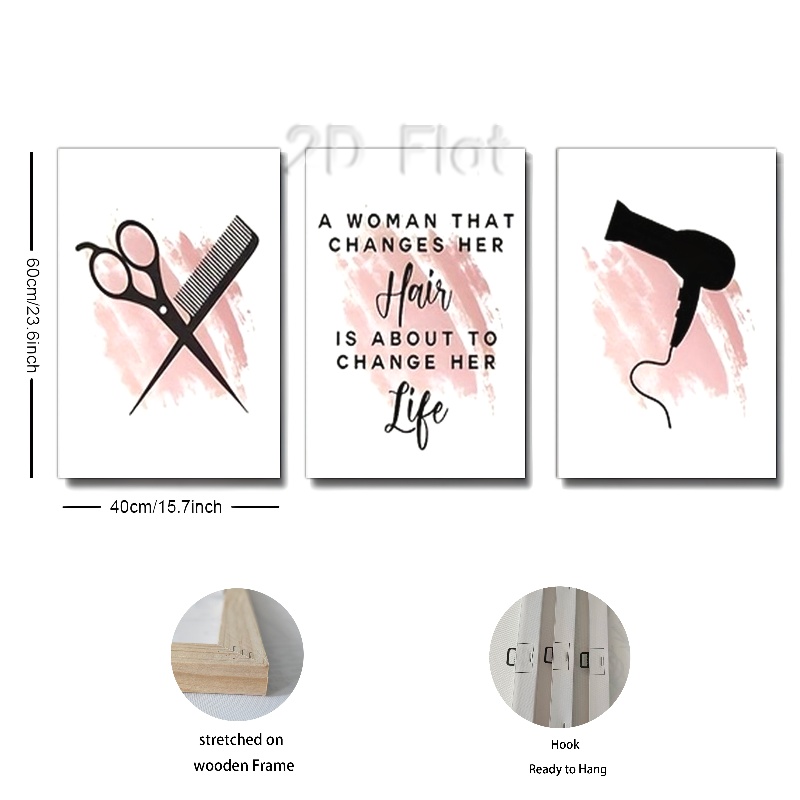 2D Flat
60cm/23.6inch
A WOMAN THAT
CHANGES HER
Hair
IS ABOUT TO
CHANGE HER
Life
40cm/15.7inch
stretched on
wooden Frame
Hook
Ready to Hang